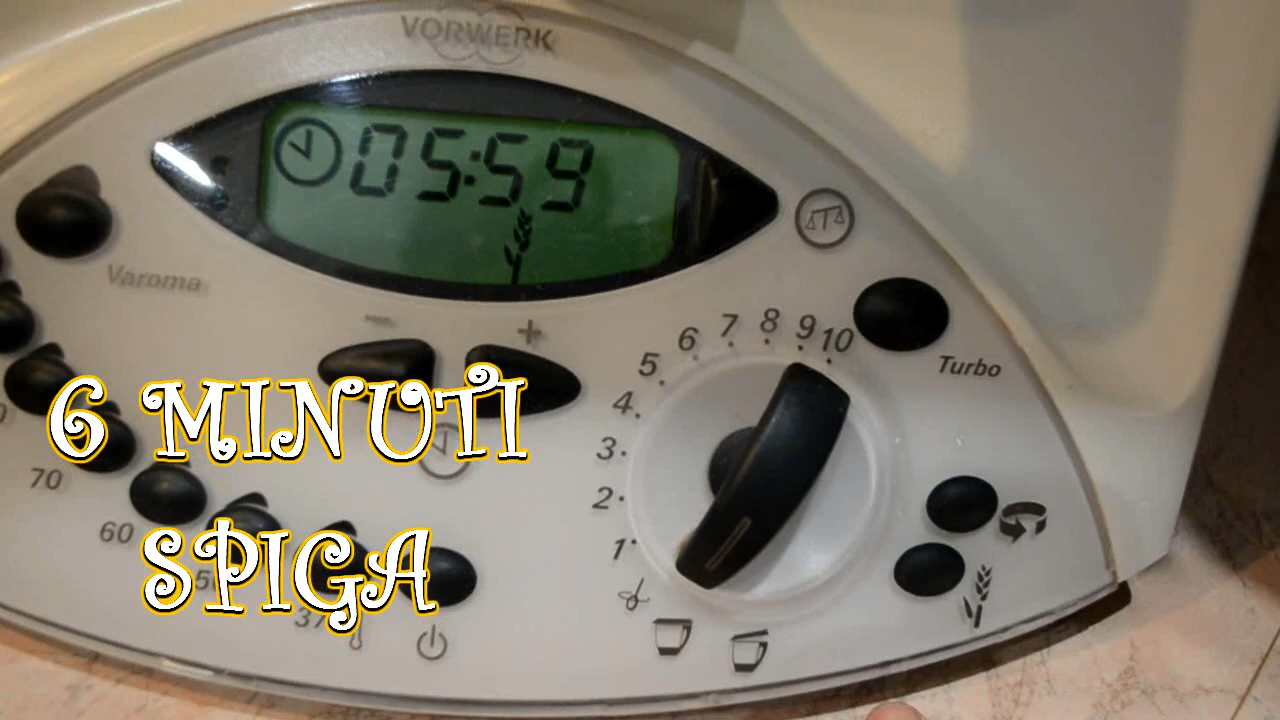 VORWERK
05:59
Varoma
- +
5 6 7 8 9 10
Turbo
4
3
2
1
70
60
37
6 MINUTI
SPIGA